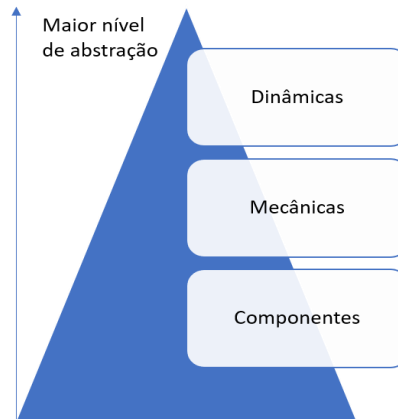 Maior nível
de abstração
Dinâmicas
Mecânicas
Componentes